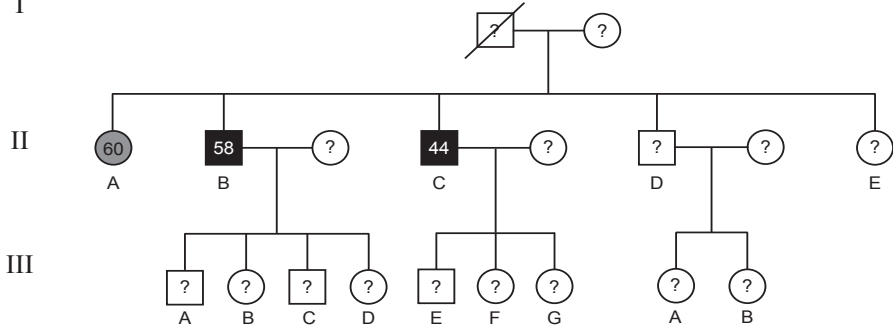 I
? ?
II
60 58 ? 44 ? ? ? ?
A B C D E
III
? ? ? ? ? ? ? ? ?
A B C D E F G A B